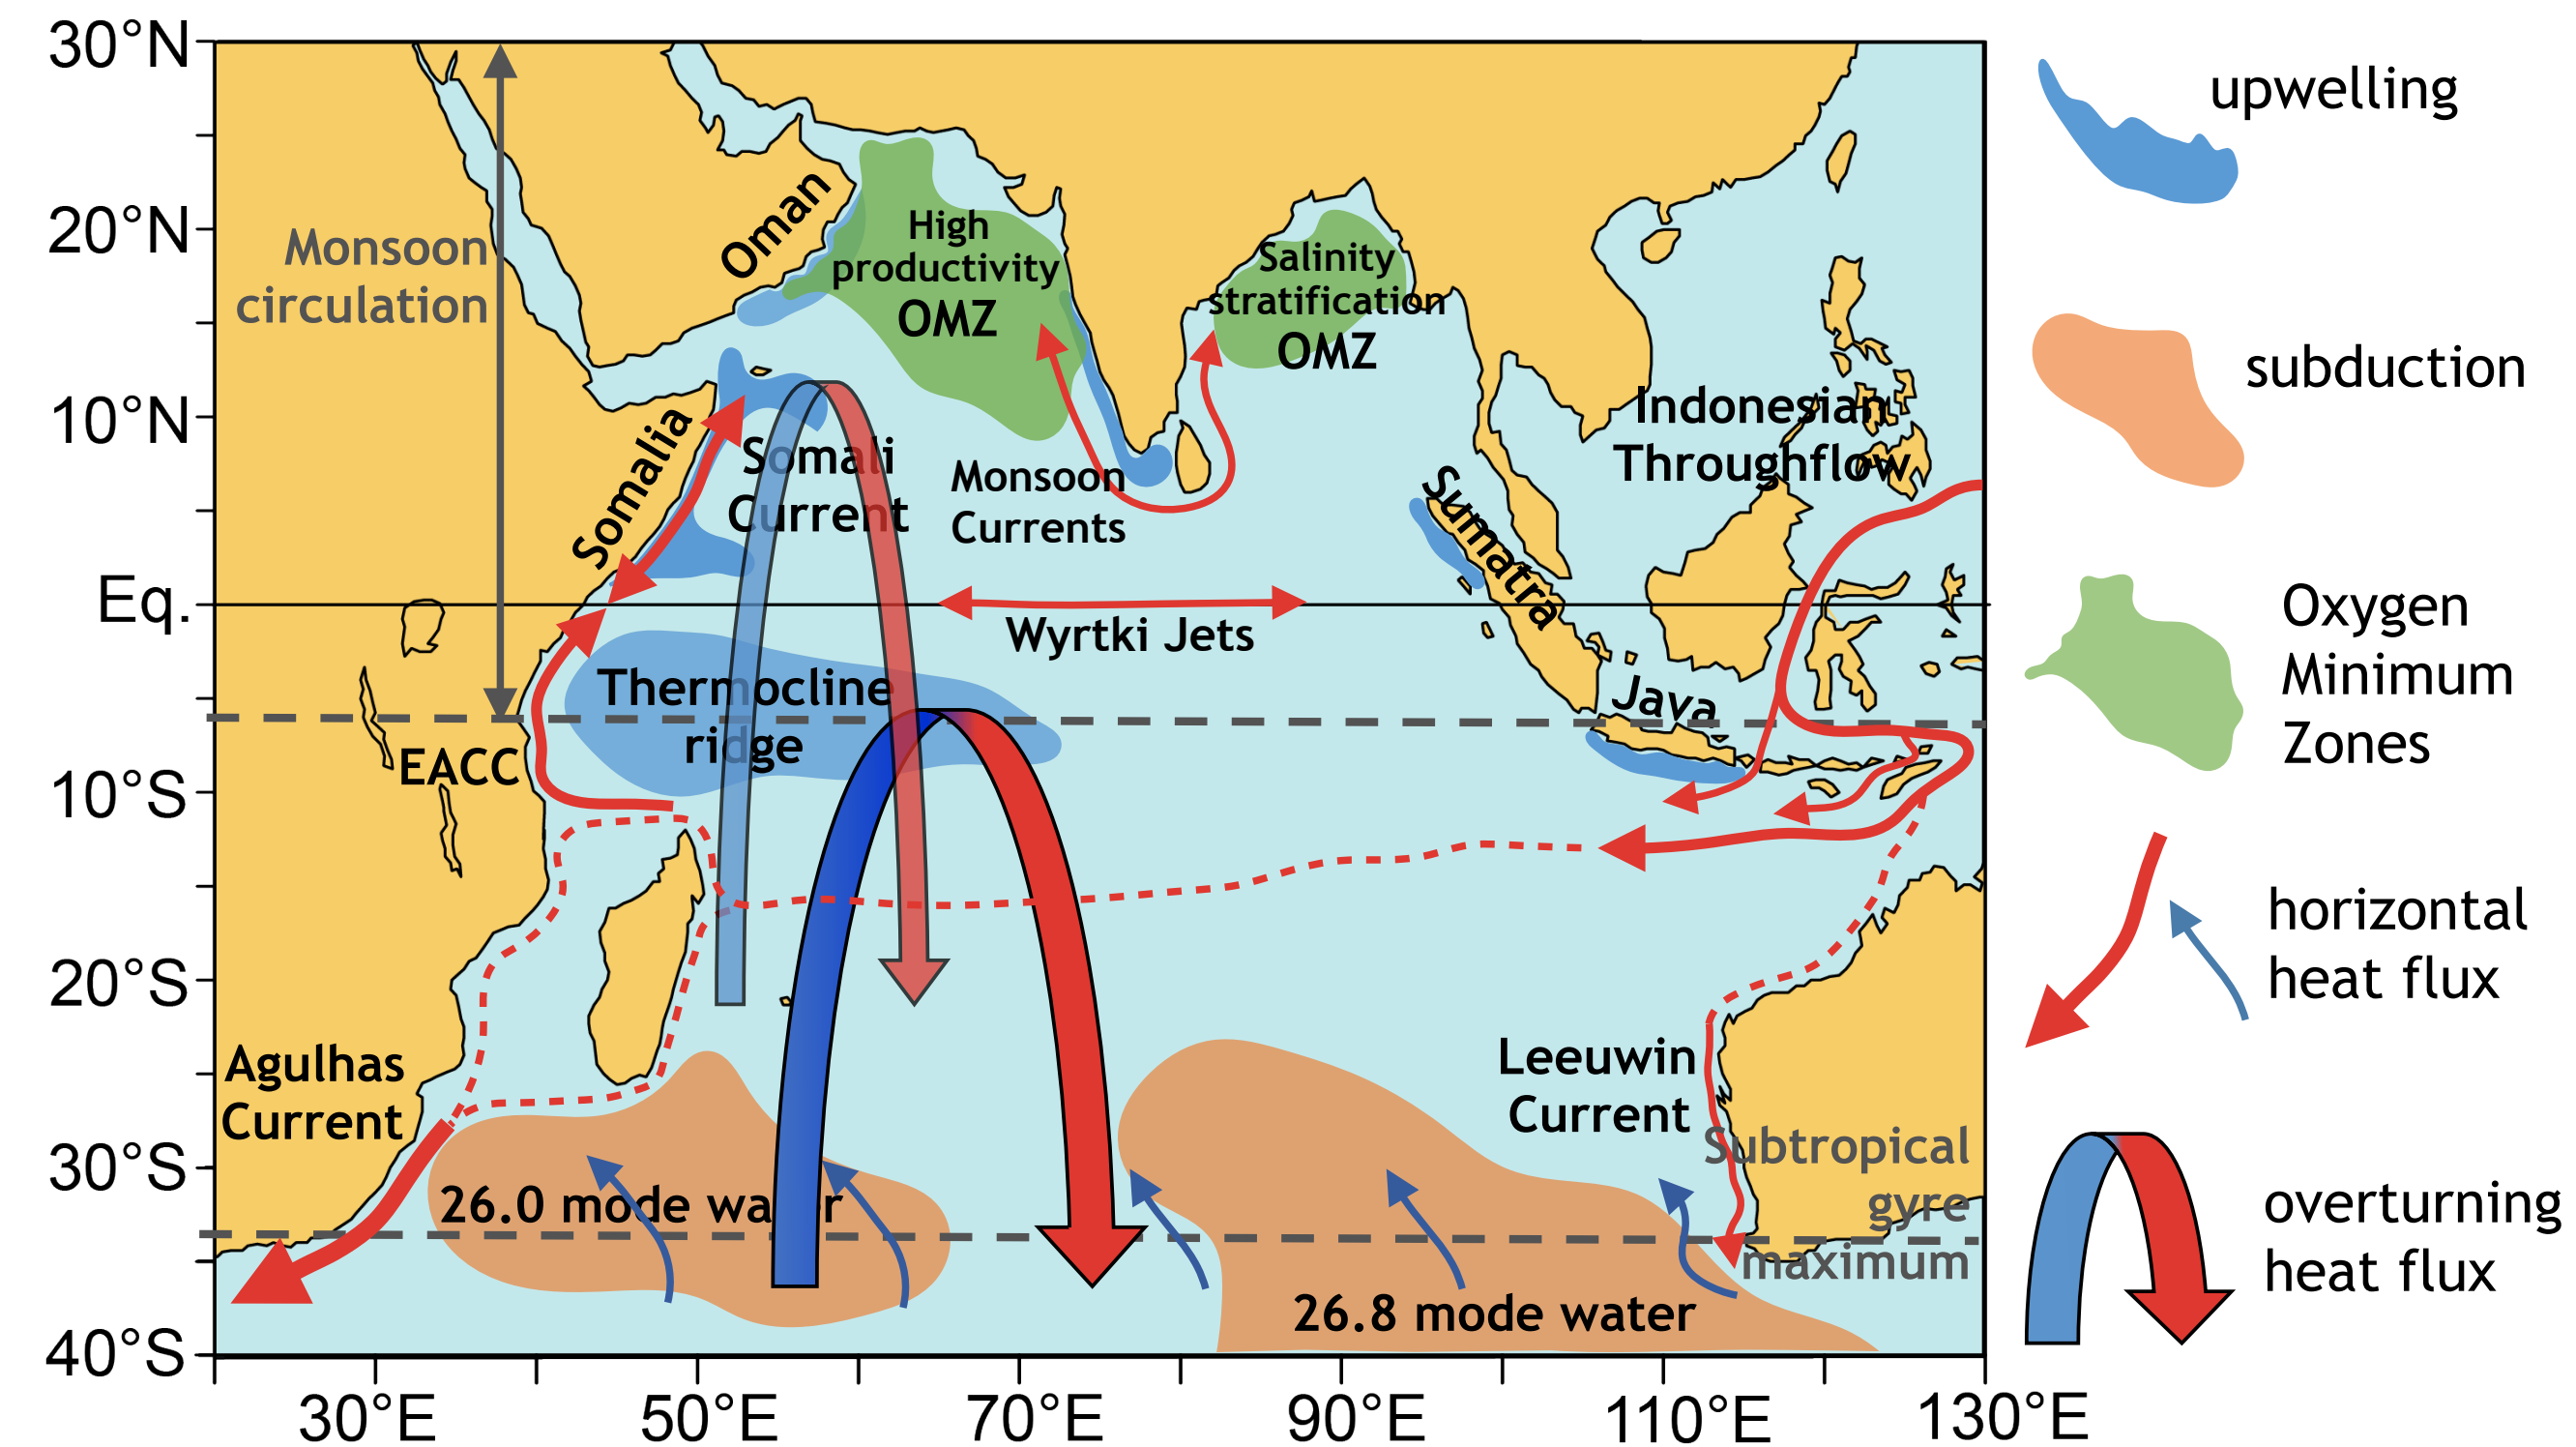 30°N
20°N
10°N
Eq.
10°S
20°S
30°S
40°S
30°E
50°E
70°E
90°E
110°E
130°E
Monsoon
circulation
Oman
High
productivity
OMZ
Salinity
stratification
OMZ
Somalia
Somali
Current
Monsoon
Currents
Indonesian
Throughflow
Sumatra
Wyrtki Jets
Thermocline
ridge
Java
EACC
Agulhas
Current
Leeuwin
Current
Subtropical
gyre
maximum
26.0 mode water
26.8 mode water
upwelling
subduction
Oxygen
Minimum
Zones
horizontal
heat flux
overturning
heat flux